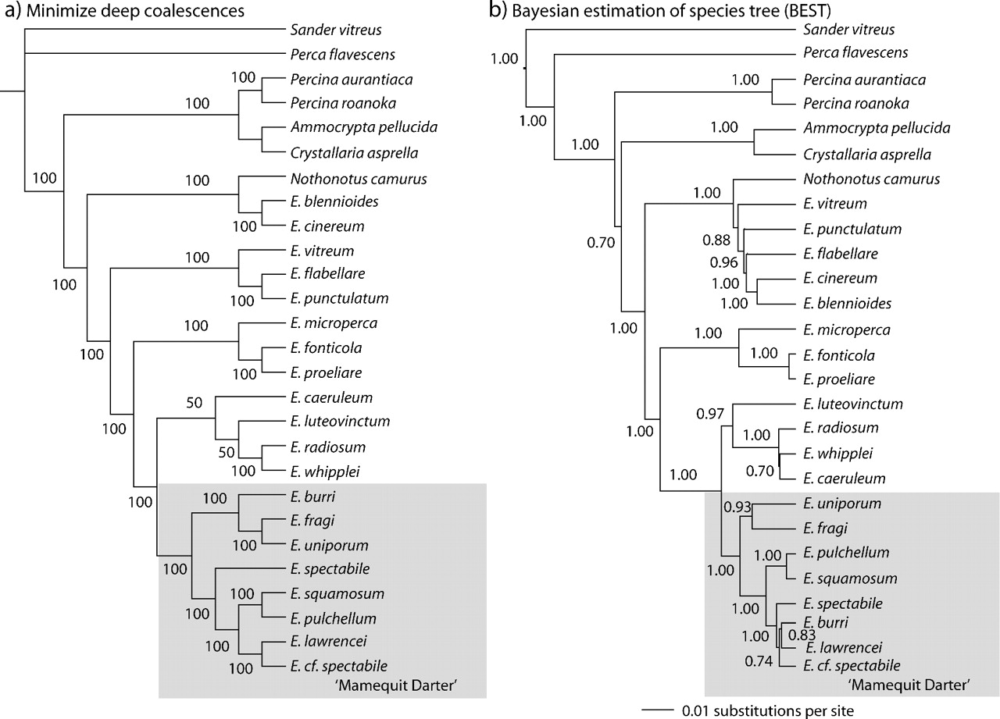 a) Minimize deep coalescences
Sander vitreus
Perca flavescens
100
Percina aurantiaca
100
Percina roanoka
Ammocrypta pellucida
Crystallaria asprella
100
100
Nothonotus camurus
E. blennioides
100
E. cinereum
100
E. vitreum
100
E. flabellare
100
E. punctulatum
100
E. microperca
100
E. fonticola
100
E. proeliare
50
E. caeruleum
100
E. luteovinctum
50
E. radiosum
100
E. whipplei
100
100
E. burri
E. fragi
100
E. uniporum
100
E. spectabile
100
E. squamosum
100
E. pulchellum
100
E. lawrencei
100
E. cf. spectabile
'Mamequit Darter'
b) Bayesian estimation of species tree (BEST)
Sander vitreus
1.00
Perca flavescens
1.00
Percina aurantiaca
Percina roanoka
1.00
1.00
Ammocrypta pellucida
1.00
Crystallaria asprella
Nothonotus camurus
1.00
E. vitreum
0.70
E. punctulatum
0.88
E. flabellare
0.96
E. cinereum
1.00
E. blennioides
1.00
1.00
E. microperca
1.00
E. fonticola
1.00
E. proeliare
E. luteovinctum
0.97
1.00
E. radiosum
1.00
E. whipplei
0.70
E. caeruleum
1.00
E. uniporum
0.93
E. fragi
1.00
E. pulchellum
1.00
E. squamosum
1.00
E. spectabile
E. burri
1.00
0.83
E. lawrencei
0.74
E. cf. spectabile
'Mamequit Darter'
0.01 substitutions per site